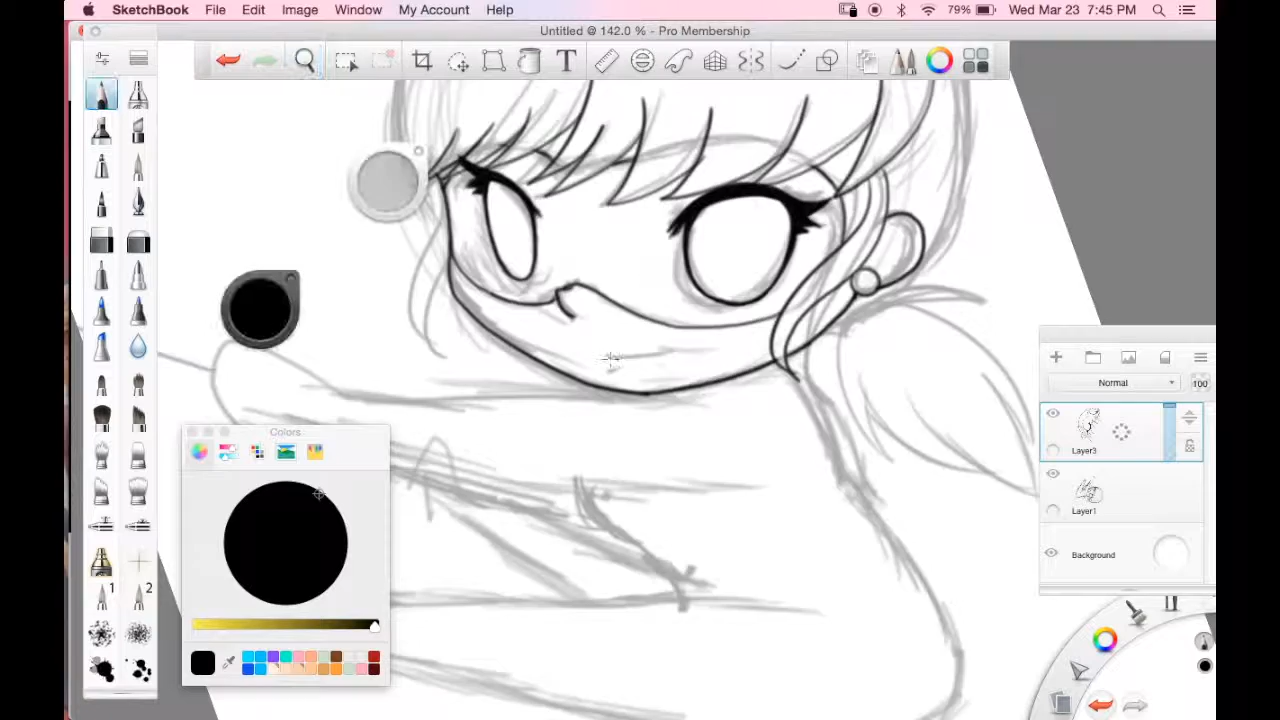 SketchBook File Edit Image Window My Account Help 79% Wed Mar 23 7:45 PM
Untitled @ 142.0 % - Pro Membership
T
Normal 100
Layer3
Layer1
Background
Colors
1 2